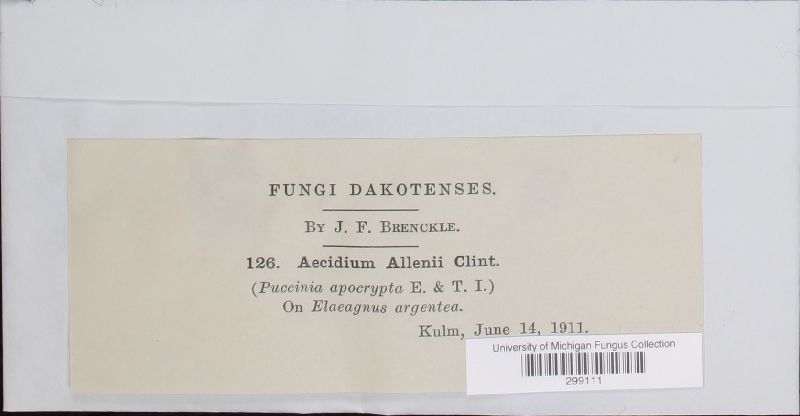 FUNGI DAKOTENSES.
BY J. F. BRENCKLE.
126. Aecidium Allenii Clint.
(Puccinia apocrypta E. & T. I.)
On Elaeagnus argentea.
Kulm, June 14, 1911.
University of Michigan Fungus Collection
299111